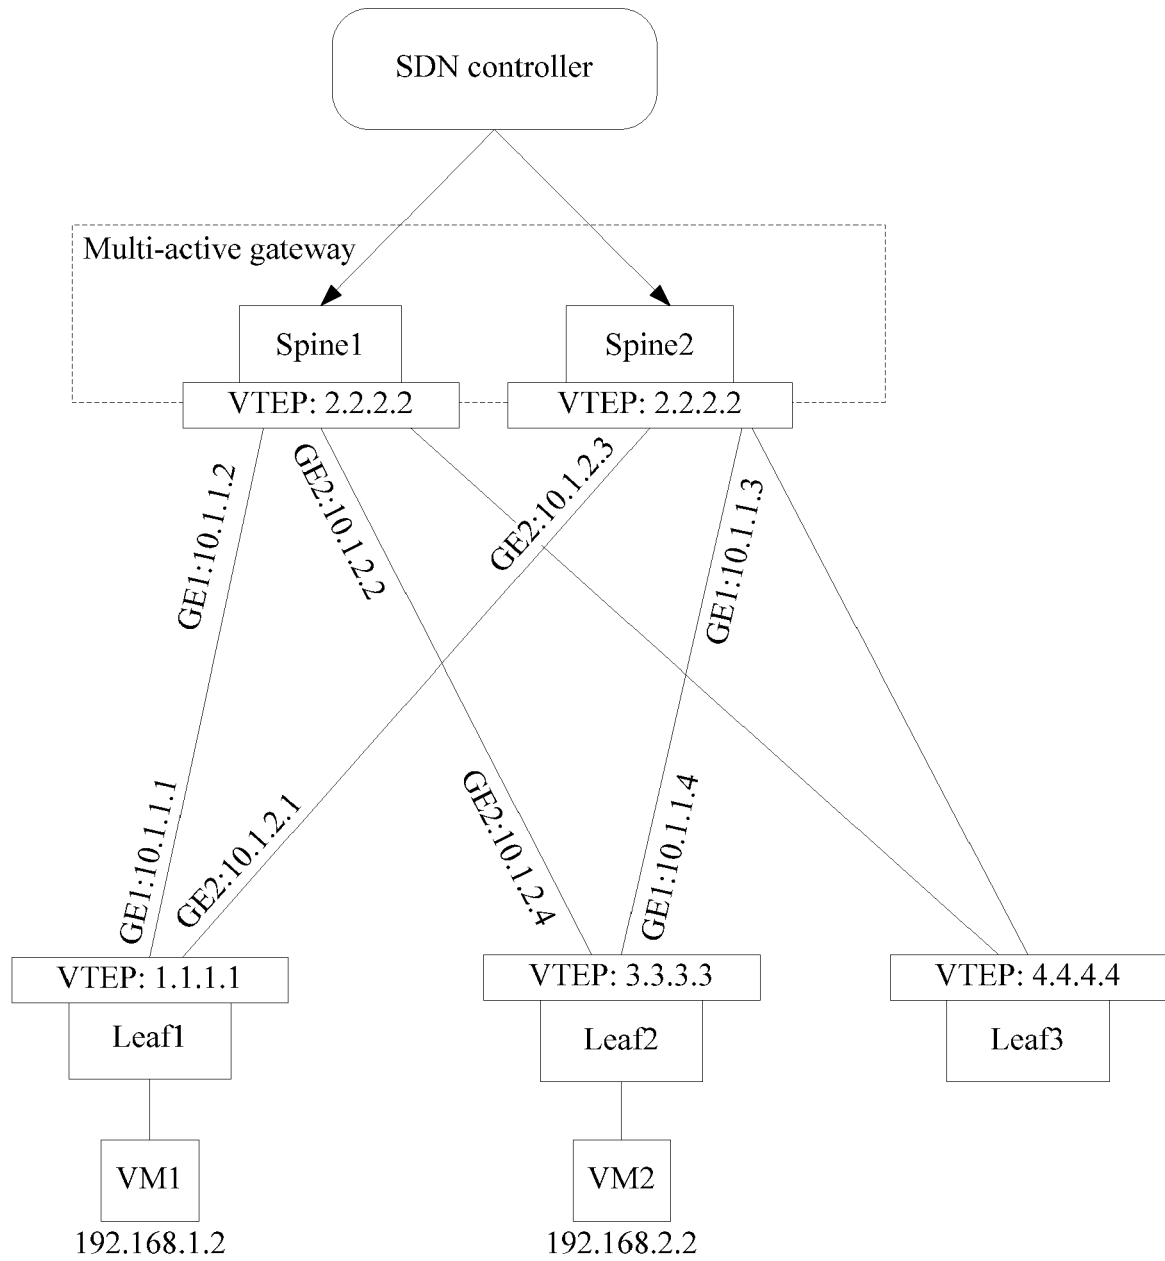 SDN controller
Multi-active gateway
Spine1
Spine2
VTEP: 2.2.2.2
VTEP: 2.2.2.2
GE1:10.1.1.2
GE2:10.1.2.2
GE2:10.1.2.3
GE1:10.1.1.3
GE1:10.1.1.1
GE2:10.1.2.1
GE2:10.1.2.4
GE1:10.1.1.4
VTEP: 1.1.1.1
VTEP: 3.3.3.3
VTEP: 4.4.4.4
Leaf1
Leaf2
Leaf3
VM1
VM2
192.168.1.2
192.168.2.2